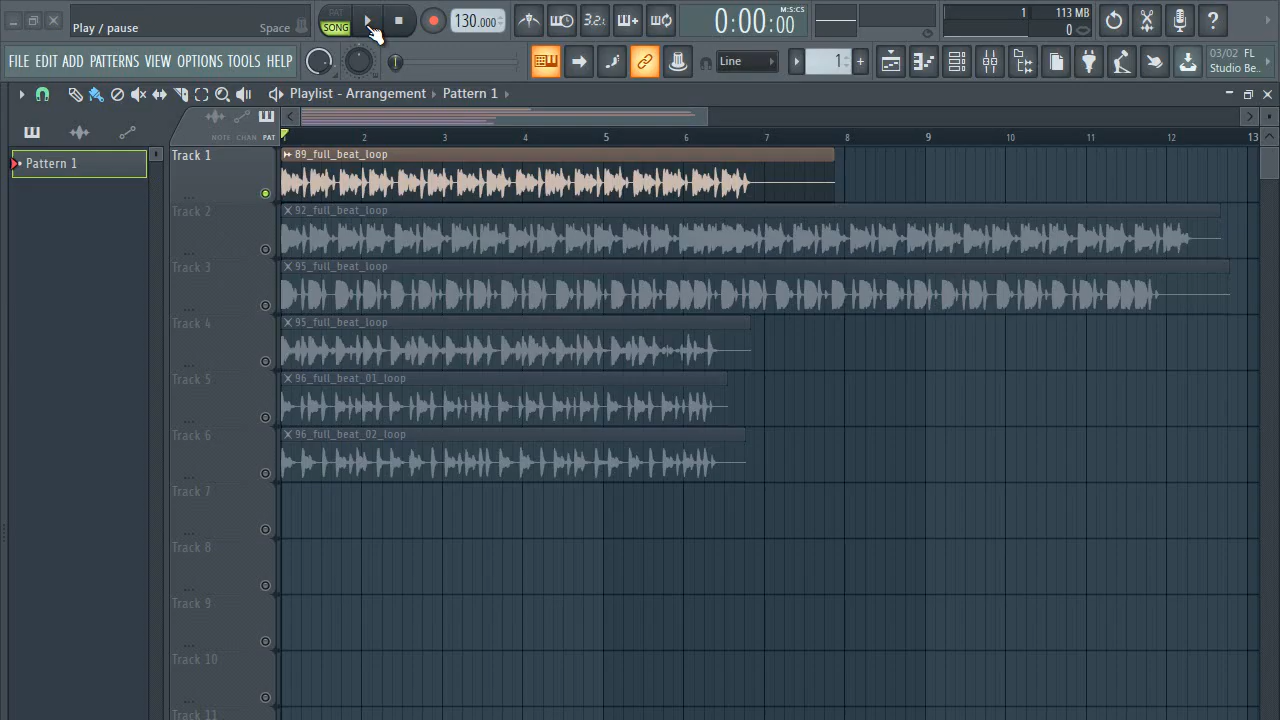 Play / pause Space
PAT
SONG
130.000
3.2.
0:00:00
M:S:CS
1 113 MB
0
FILE EDIT ADD PATTERNS VIEW OPTIONS TOOLS HELP
Line
1
03/02 FL
Studio Be..
Playlist - Arrangement Pattern 1
NOTE CHAN PAT
2 3 4 5 6 7 8 9 10 11 12 13
Pattern 1
Track 1
89_full_beat_loop
Track 2
92_full_beat_loop
Track 3
95_full_beat_loop
Track 4
95_full_beat_loop
Track 5
96_full_beat_01_loop
Track 6
96_full_beat_02_loop
Track 7
Track 8
Track 9
Track 10
Track 11